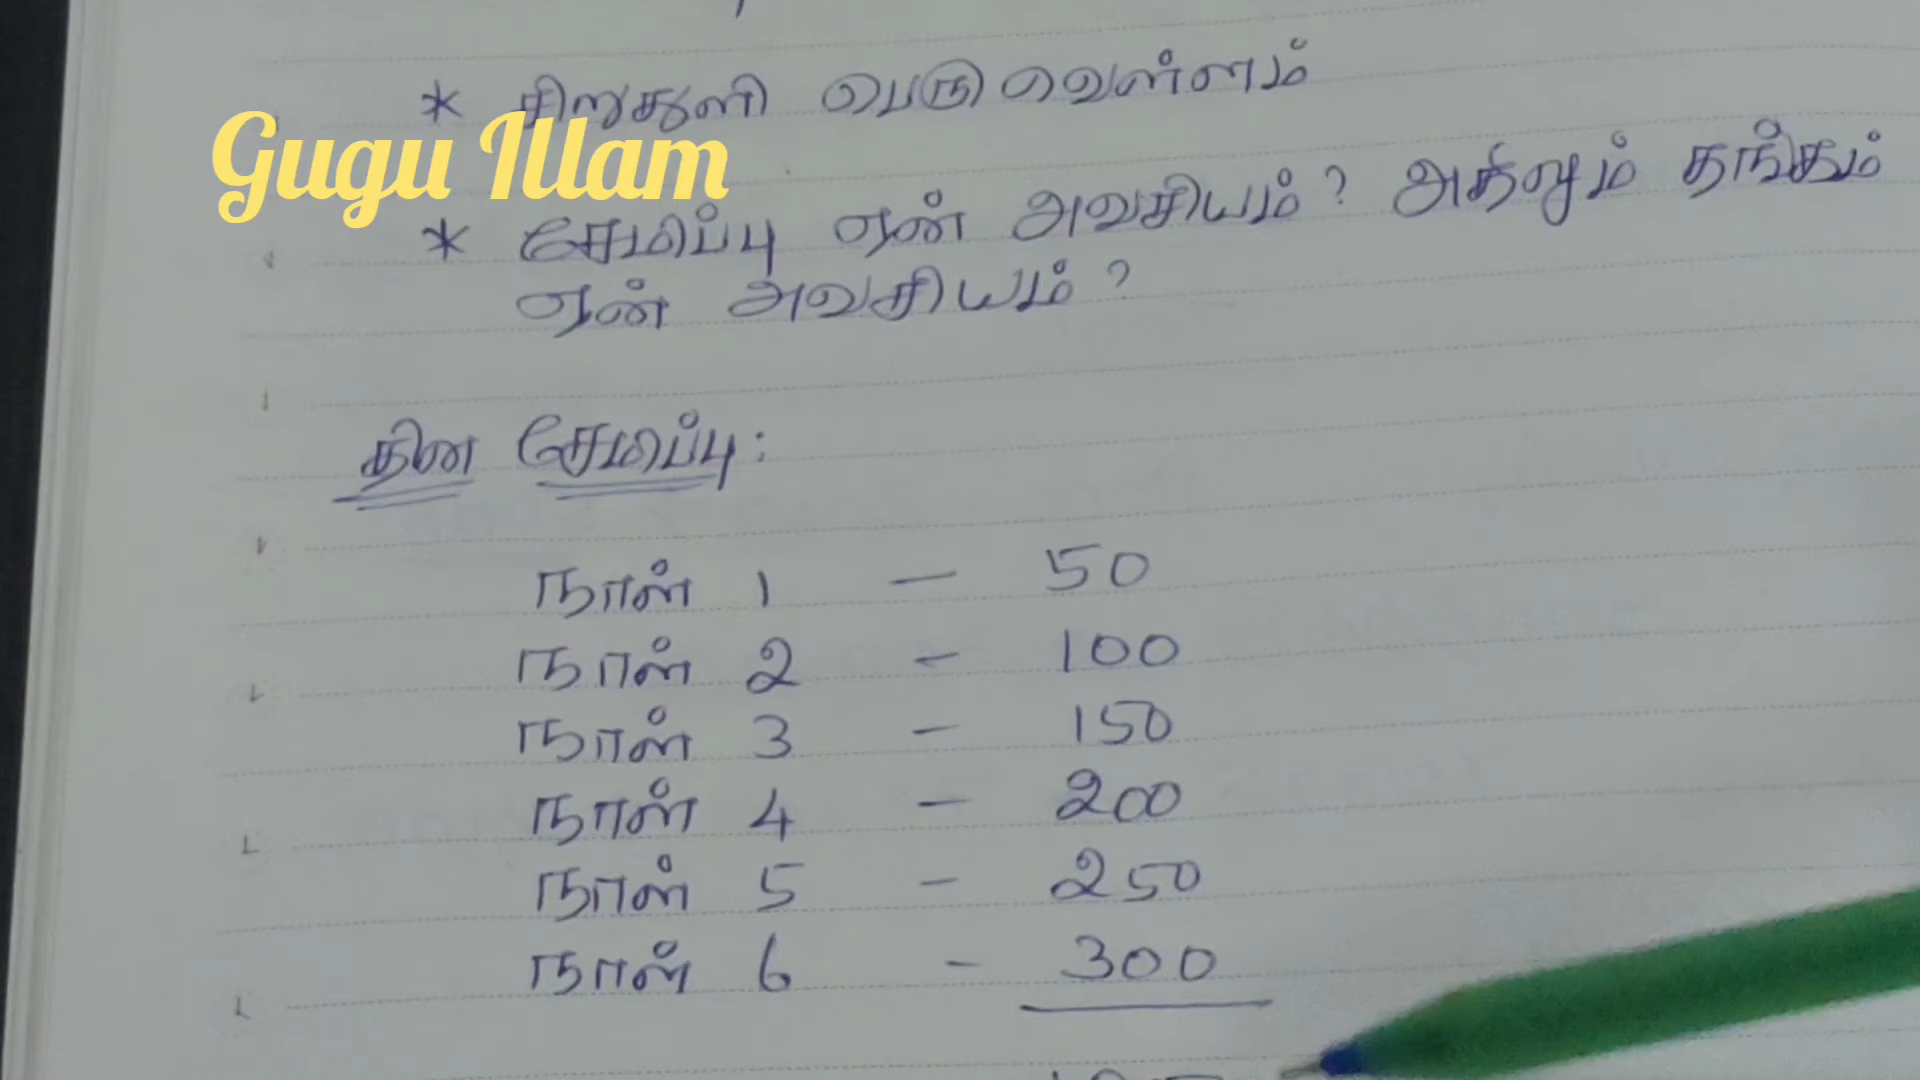 * சிறுதுளி பெருவெள்ளம்
Gugu Illam
* சேமிப்பு ஏன் அவசியம்? அதிலும் தங்கம்
ஏன் அவசியம்?
தின சேமிப்பு:
நாள் 1 – 50
நாள் 2 – 100
நாள் 3 – 150
நாள் 4 – 200
நாள் 5 – 250
நாள் 6 – 300